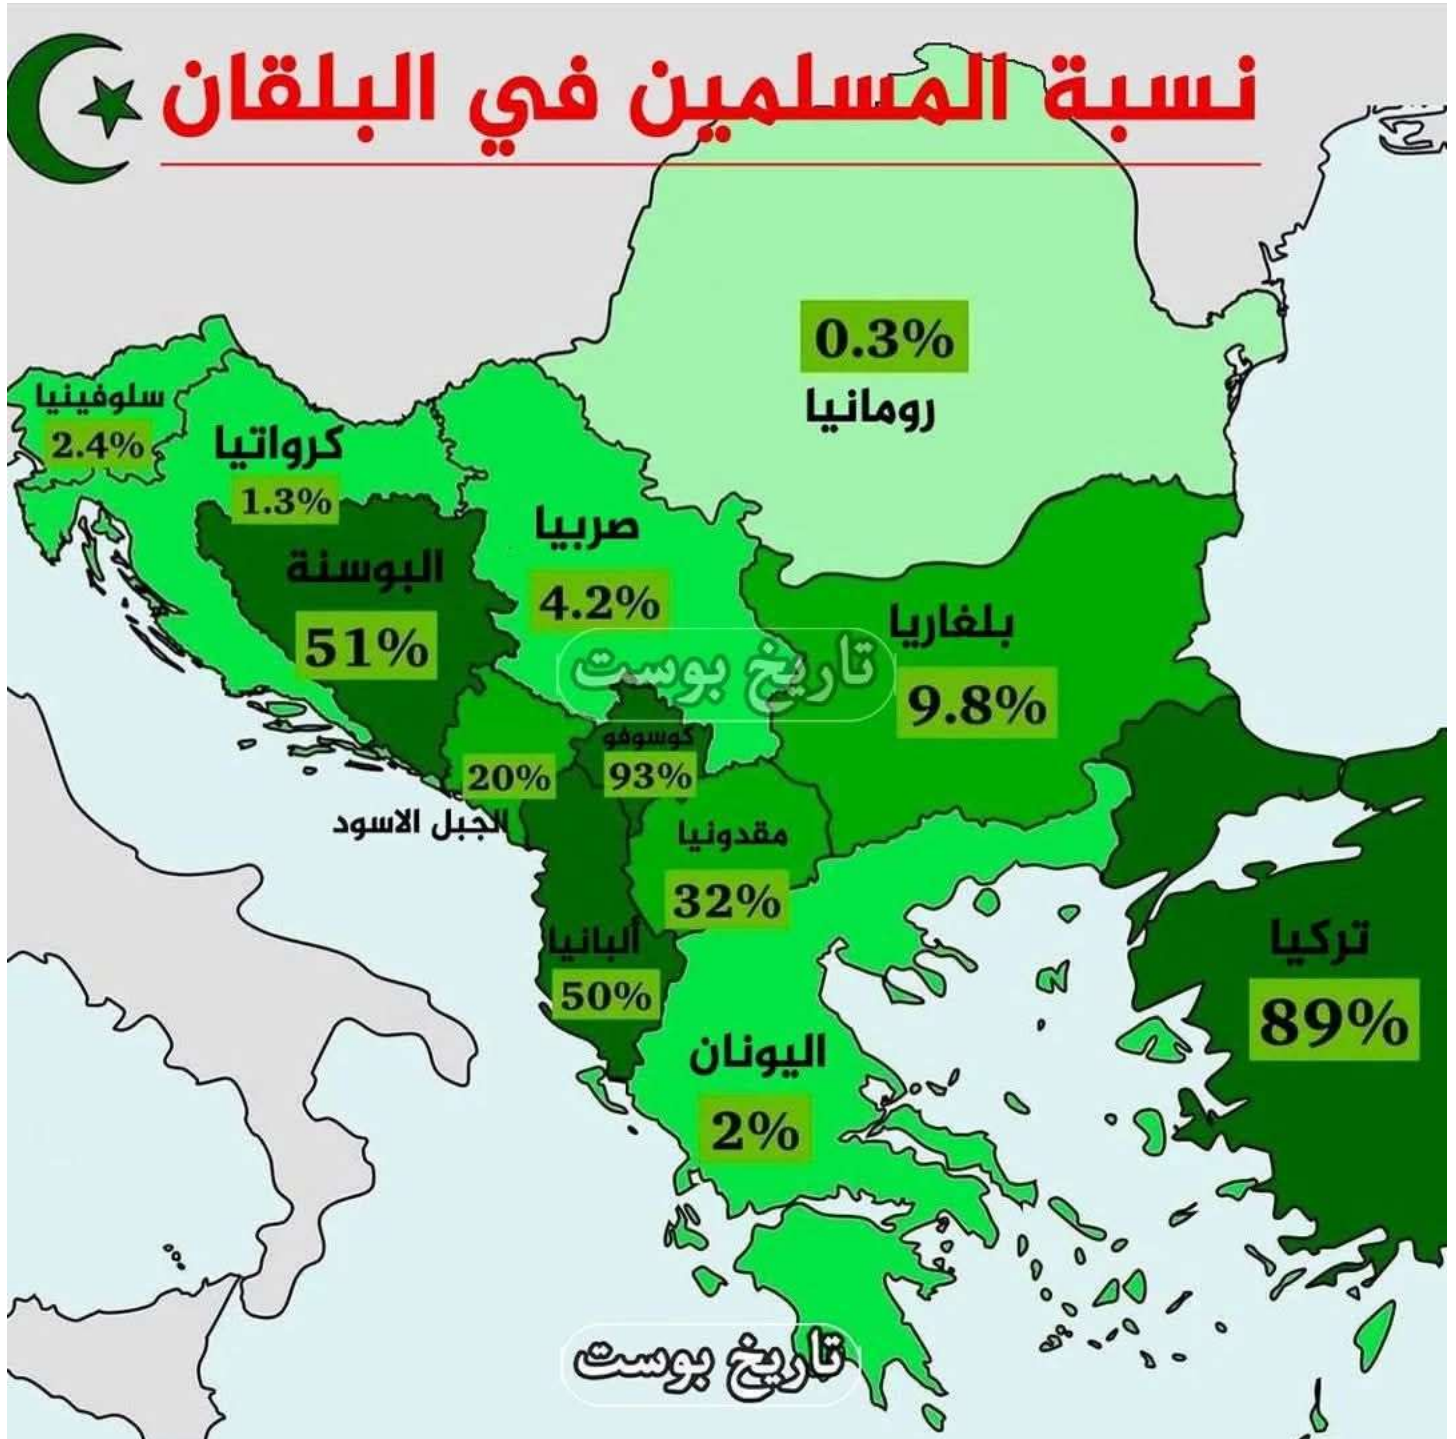 نسبة المسلمين في البلقان
0.3%
رومانيا
سلوفينيا
2.4%
كرواتيا
1.3%
صربيا
4.2%
البوسنة
51%
بلغاريا
9.8%
تاريخ بوست
كوسوفو
93%
20%
الجبل الاسود
مقدونيا
32%
ألبانيا
50%
تركيا
89%
اليونان
2%
تاريخ بوست